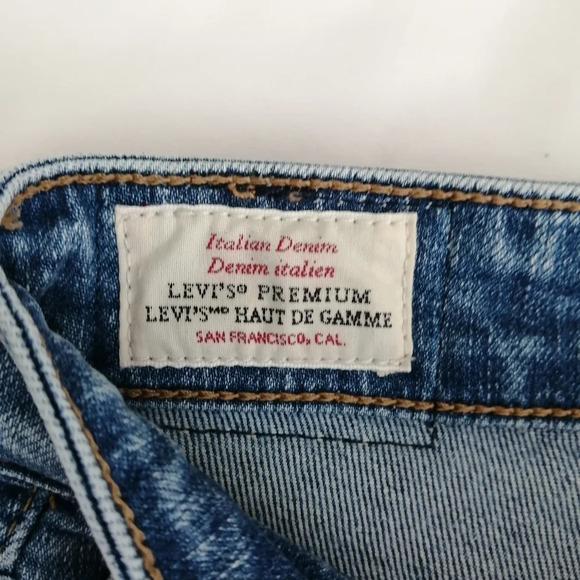 Italian Denim
Denim italien
LEVI'S® PREMIUM
LEVI'S MD HAUT DE GAMME
SAN FRANCISCO, CAL.